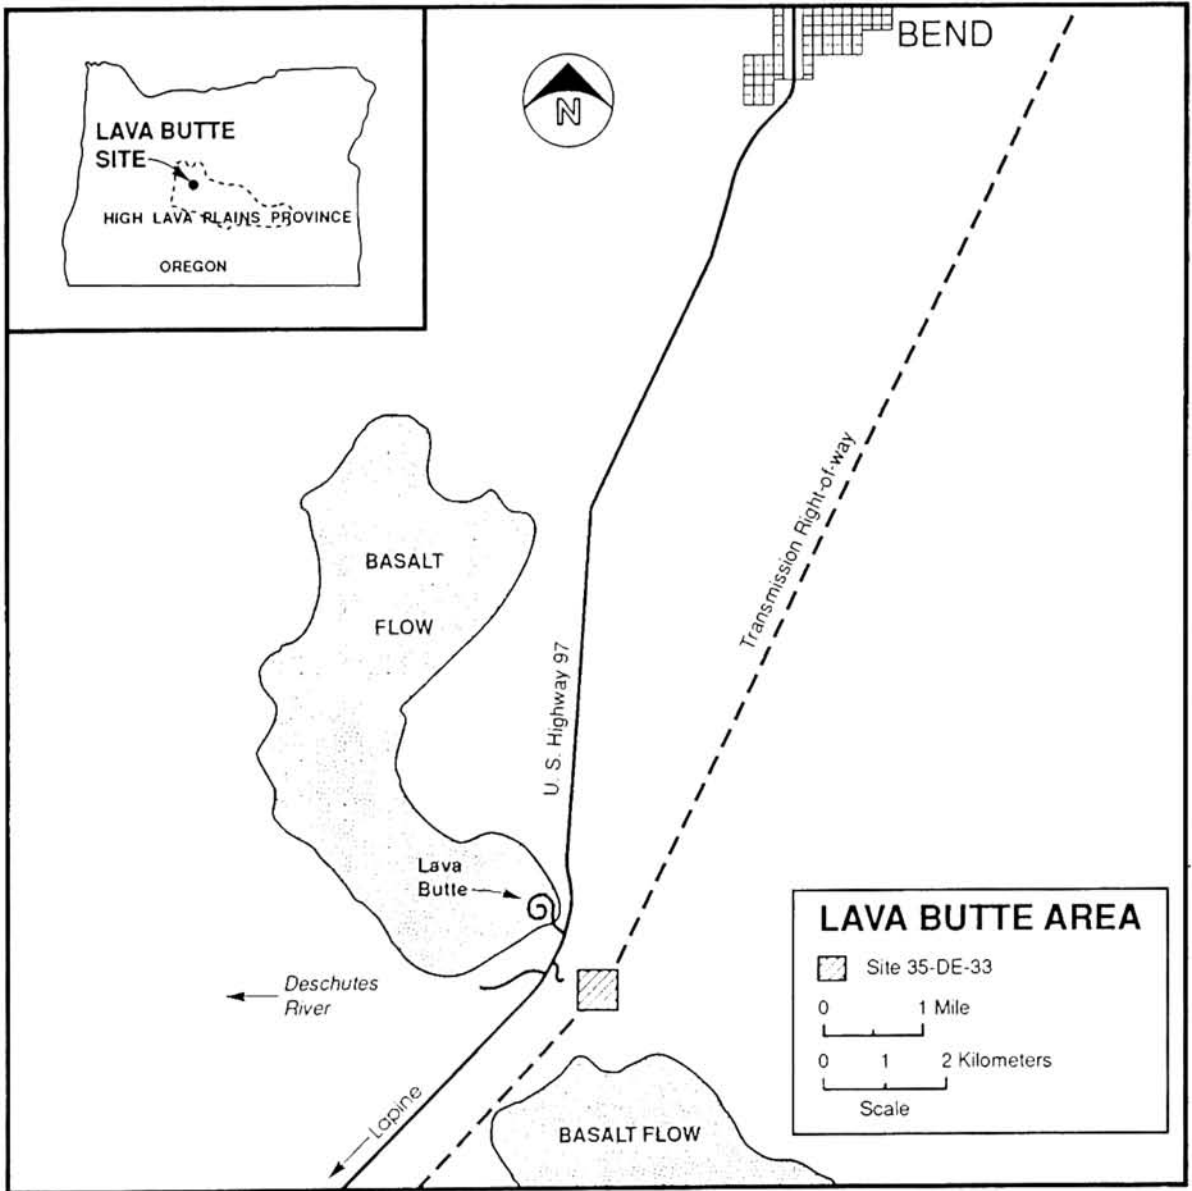 BEND
N
LAVA BUTTE
SITE
HIGH LAVA PLAINS PROVINCE
OREGON
Transmission Right-of-way
BASALT
FLOW
U. S. Highway 97
Lava
Butte
Deschutes
River
Lapine
BASALT FLOW
LAVA BUTTE AREA
Site 35-DE-33
0 1 Mile
0 1 2 Kilometers
Scale